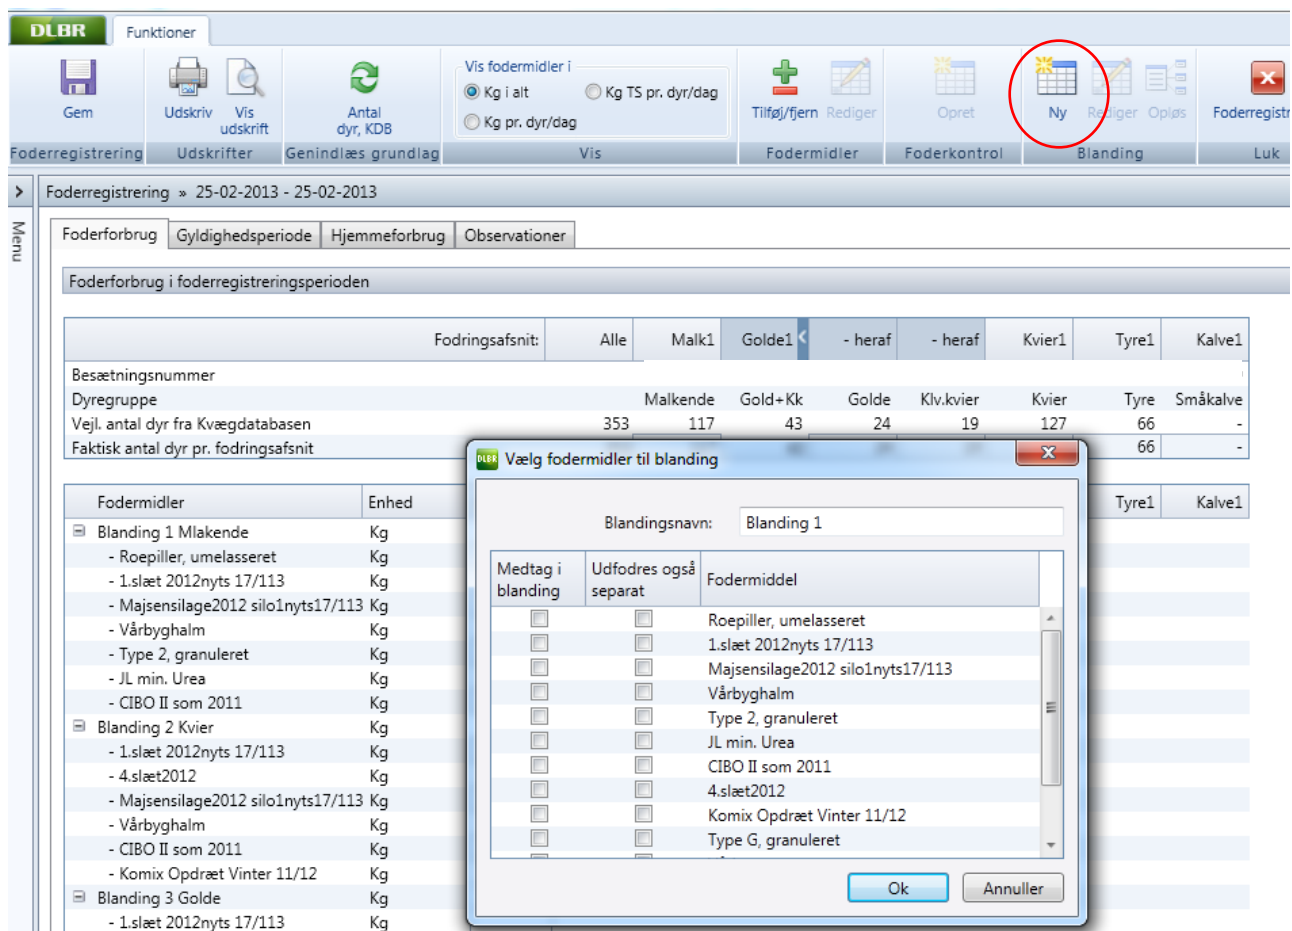 DLBR Funktioner
Gem Udskriv Vis udskrift Antal dyr, KDB Vis fodermidler i Kg i alt Kg TS pr. dyr/dag Kg pr. dyr/dag Tilføj/fjern Rediger Opret Ny Rediger Opløs Foderregistr
Foderregistrering Udskrifter Genindlæs grundlag Vis Fodermidler Foderkontrol Blanding Luk
Menu
Foderregistrering » 25-02-2013 - 25-02-2013
Foderforbrug Gyldighedsperiode Hjemmeforbrug Observationer
Foderforbrug i foderregistreringsperioden
Fodringsafsnit: Alle Malk1 Golde1 - heraf - heraf Kvier1 Tyre1 Kalve1
Besætningsnummer
Dyregruppe Malkende Gold+Kk Golde Klv.kvier Kvier Tyre Småkalve
Vejl. antal dyr fra Kvægdatabasen 353 117 43 24 19 127 66 -
Faktisk antal dyr pr. fodringsafsnit 66 -
Fodermidler Enhed Tyre1 Kalve1
Blanding 1 Mlakende Kg
- Roepiller, umelasseret Kg
- 1.slæt 2012nyts 17/113 Kg
- Majsensilage2012 silo1nyts17/113 Kg
- Vårbyghalm Kg
- Type 2, granuleret Kg
- JL min. Urea Kg
- CIBO II som 2011 Kg
Blanding 2 Kvier Kg
- 1.slæt 2012nyts 17/113 Kg
- 4.slæt2012 Kg
- Majsensilage2012 silo1nyts17/113 Kg
- Vårbyghalm Kg
- CIBO II som 2011 Kg
- Komix Opdræt Vinter 11/12 Kg
Blanding 3 Golde Kg
- 1.slæt 2012nyts 17/113 Kg
DLBR Vælg fodermidler til blanding
Blandingsnavn: Blanding 1
Medtag i blanding Udfodres også separat Fodermiddel
Roepiller, umelasseret
1.slæt 2012nyts 17/113
Majsensilage2012 silo1nyts17/113
Vårbyghalm
Type 2, granuleret
JL min. Urea
CIBO II som 2011
4.slæt2012
Komix Opdræt Vinter 11/12
Type G, granuleret
Ok Annuller